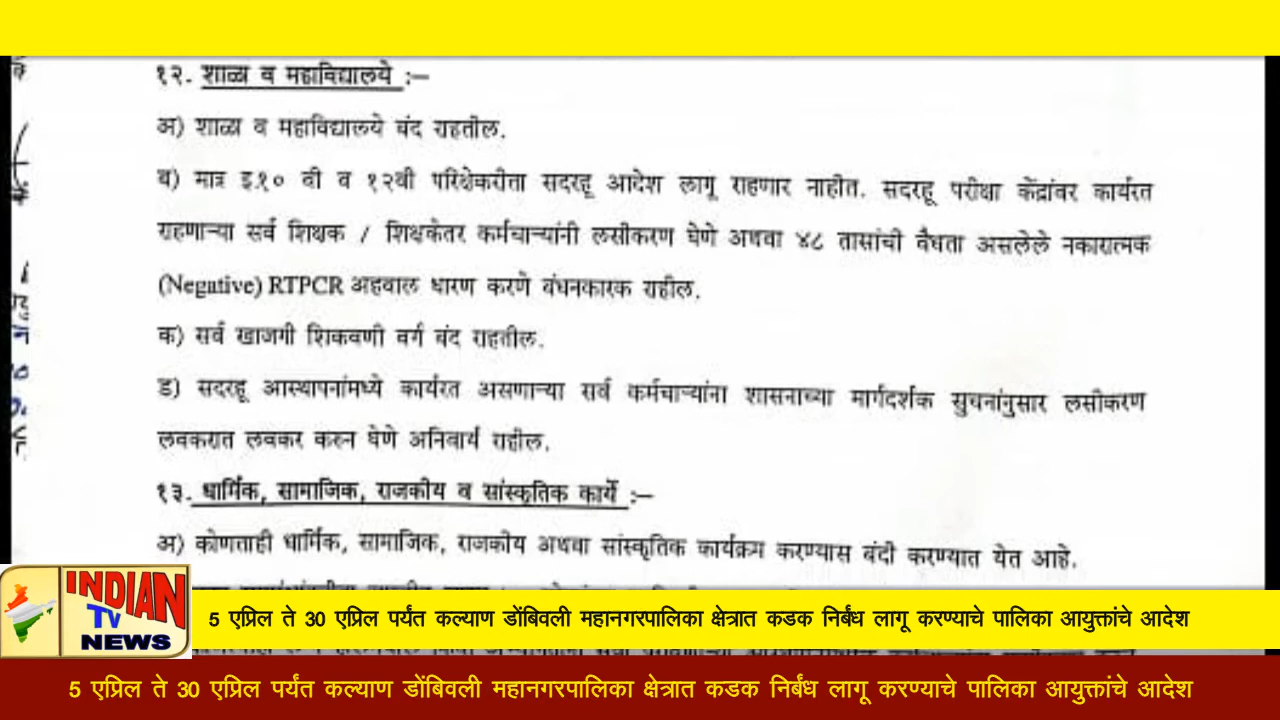 १२. शाळा व महाविद्यालये :–
अ) शाळा व महाविद्यालये बंद राहतील.
ब) मात्र इ.१० वी व १२वी परिक्षेकरीता सदरहू आदेश लागू राहणार नाहीत. सदरहू परीक्षा केंद्रांवर कार्यरत
राहणाऱ्या सर्व शिक्षक / शिक्षकेतर कर्मचाऱ्यांनी लसीकरण घेणे अथवा ४८ तासांची वैधता असलेले नकारात्मक
(Negative) RTPCR अहवाल धारण करणे बंधनकारक राहील.
क) सर्व खाजगी शिकवणी वर्ग बंद राहतील.
ड) सदरहू आस्थापनांमध्ये कार्यरत असणाऱ्या सर्व कर्मचाऱ्यांना शासनाच्या मार्गदर्शक सुचनांनुसार लसीकरण
लवकरात लवकर करुन घेणे अनिवार्य राहील.
१३. धार्मिक, सामाजिक, राजकीय व सांस्कृतिक कार्ये :–
अ) कोणताही धार्मिक, सामाजिक, राजकीय अथवा सांस्कृतिक कार्यक्रम करण्यास बंदी करण्यात येत आहे.
INDIAN
TV
NEWS
5 एप्रिल ते 30 एप्रिल पर्यंत कल्याण डोंबिवली महानगरपालिका क्षेत्रात कडक निर्बंध लागू करण्याचे पालिका आयुक्तांचे आदेश
5 एप्रिल ते 30 एप्रिल पर्यंत कल्याण डोंबिवली महानगरपालिका क्षेत्रात कडक निर्बंध लागू करण्याचे पालिका आयुक्तांचे आदेश